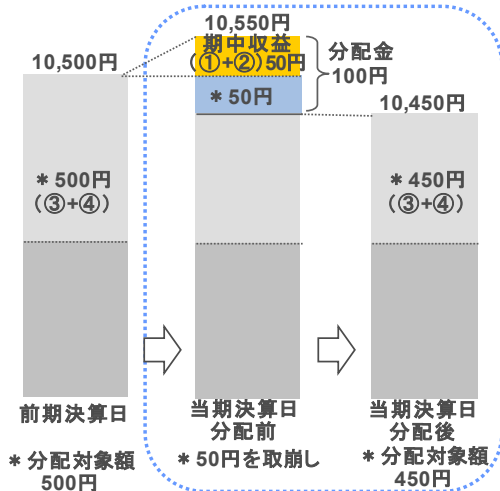 10,550円
期中収益
(①+②)50円
分配金
100円
10,500円
*50円
10,450円
*500円
(③+④)
*450円
(③+④)
前期決算日
当期決算日
分配前
当期決算日
分配後
*分配対象額
500円
*50円を取崩し
*分配対象額
450円